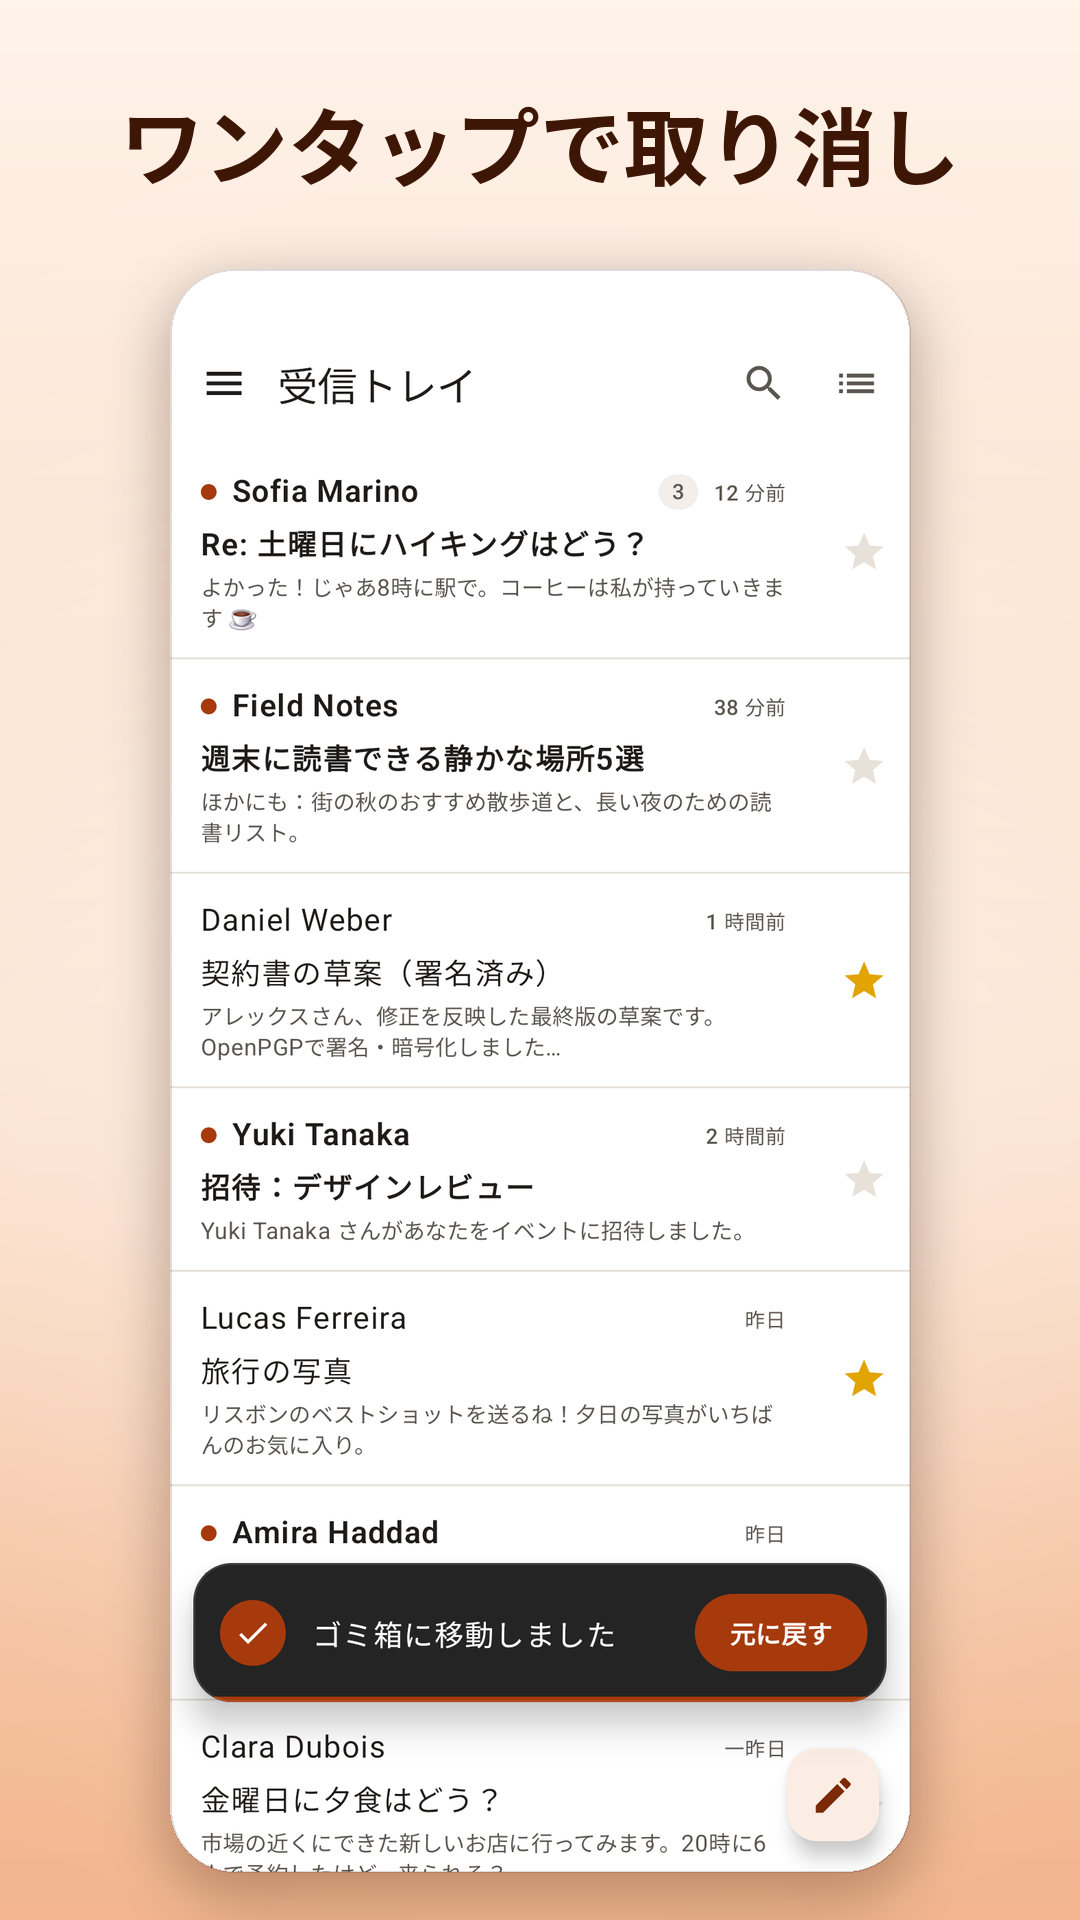 ワンタップで取り消し
受信トレイ
Sofia Marino
3
12 分前
Re: 土曜日にハイキングはどう？
よかった！じゃあ8時に駅で。コーヒーは私が持っていきま
す ☕
Field Notes
38 分前
週末に読書できる静かな場所5選
ほかにも：街の秋のおすすめ散歩道と、長い夜のための読
書リスト。
Daniel Weber
1 時間前
契約書の草案（署名済み）
アレックスさん、修正を反映した最終版の草案です。
OpenPGPで署名・暗号化しました…
Yuki Tanaka
2 時間前
招待：デザインレビュー
Yuki Tanaka さんがあなたをイベントに招待しました。
Lucas Ferreira
昨日
旅行の写真
リスボンのベストショットを送るね！夕日の写真がいちば
んのお気に入り。
Amira Haddad
昨日
ゴミ箱に移動しました
元に戻す
Clara Dubois
一昨日
金曜日に夕食はどう？
市場の近くにできた新しいお店に行ってみます。20時に6